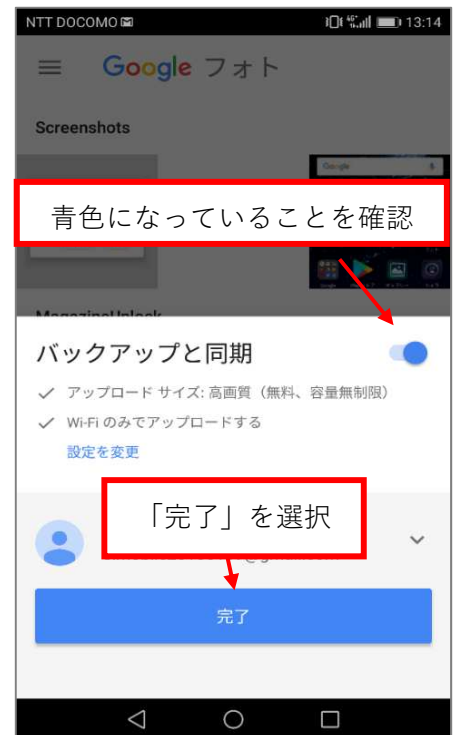 NTT DOCOMO 4G 13:14
Google フォト
Screenshots
Google
青色になっていることを確認
バックアップと同期
アップロード サイズ: 高画質（無料、容量無制限）
Wi-Fi のみでアップロードする
設定を変更
「完了」を選択
完了